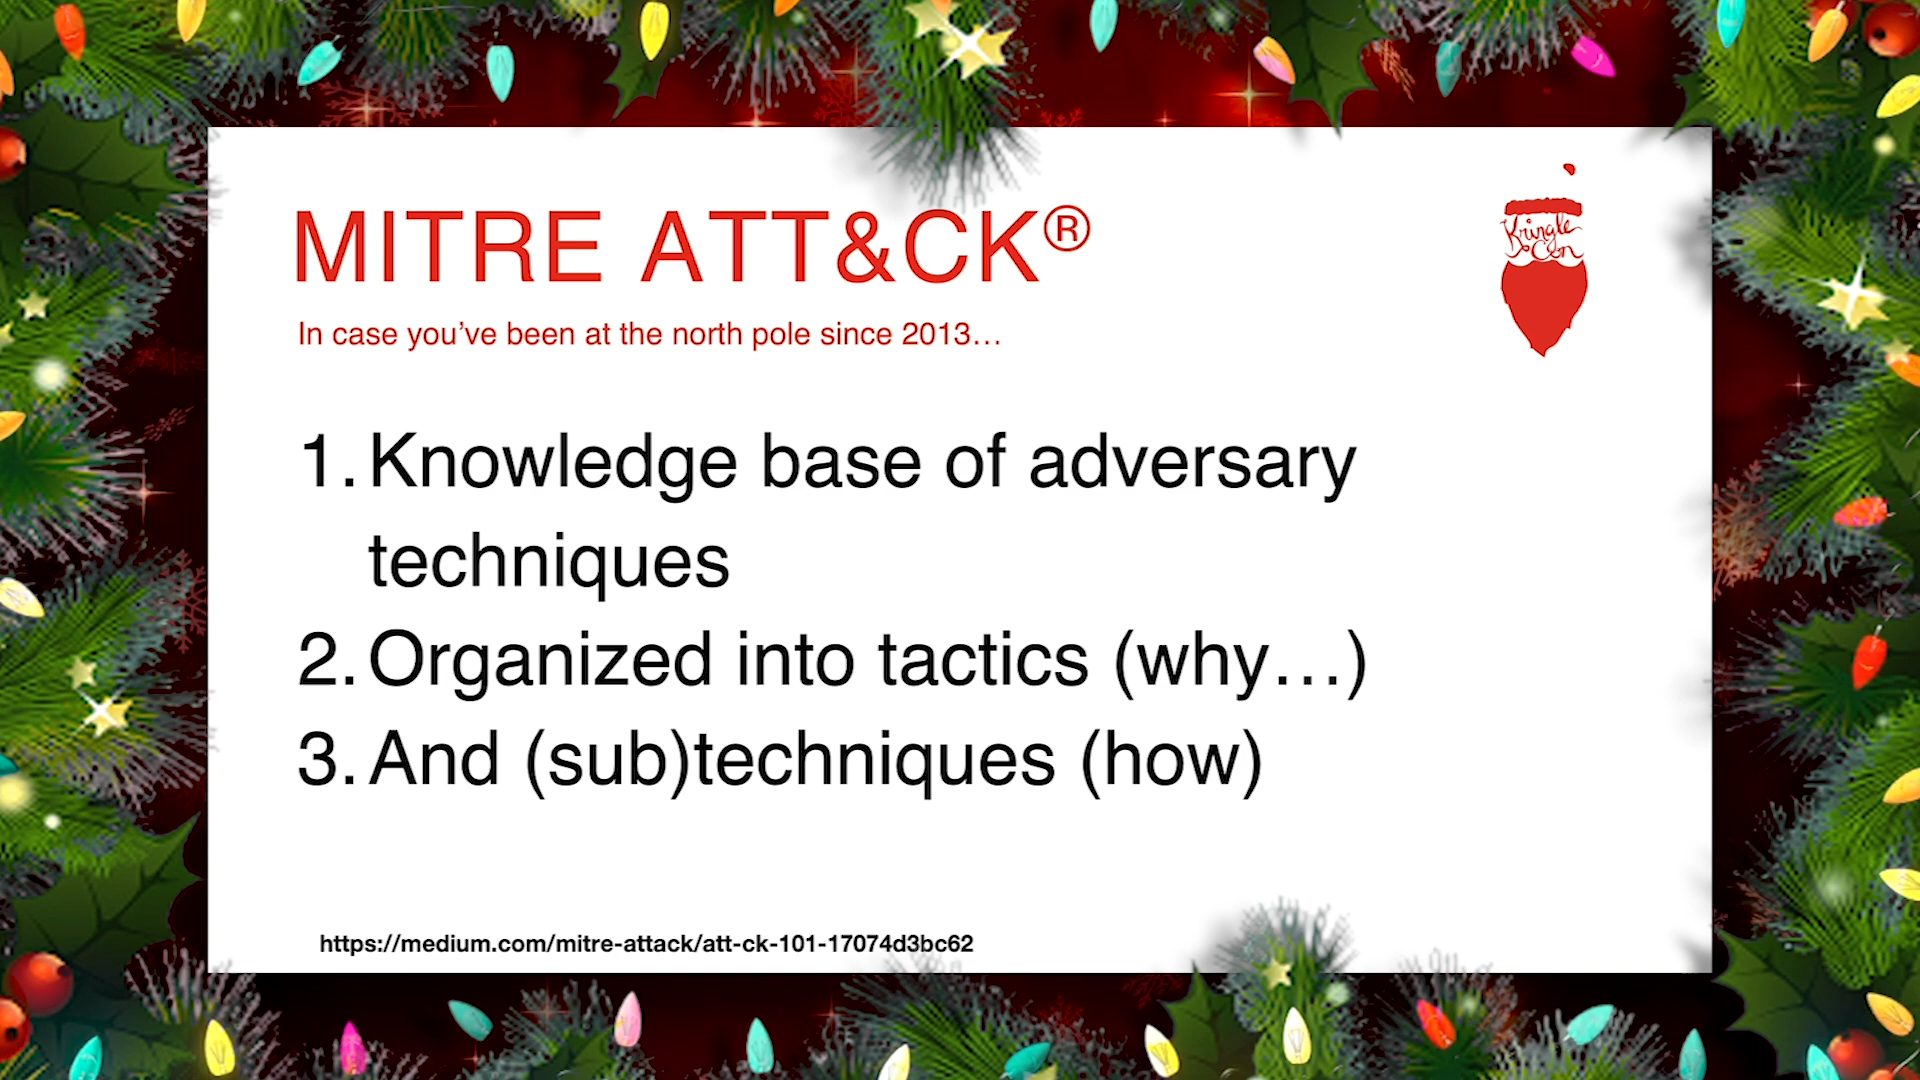 MITRE ATT&CK®
Kringle
Con
In case you’ve been at the north pole since 2013…
1. Knowledge base of adversary
techniques
2. Organized into tactics (why…)
3. And (sub)techniques (how)
https://medium.com/mitre-attack/att-ck-101-17074d3bc62